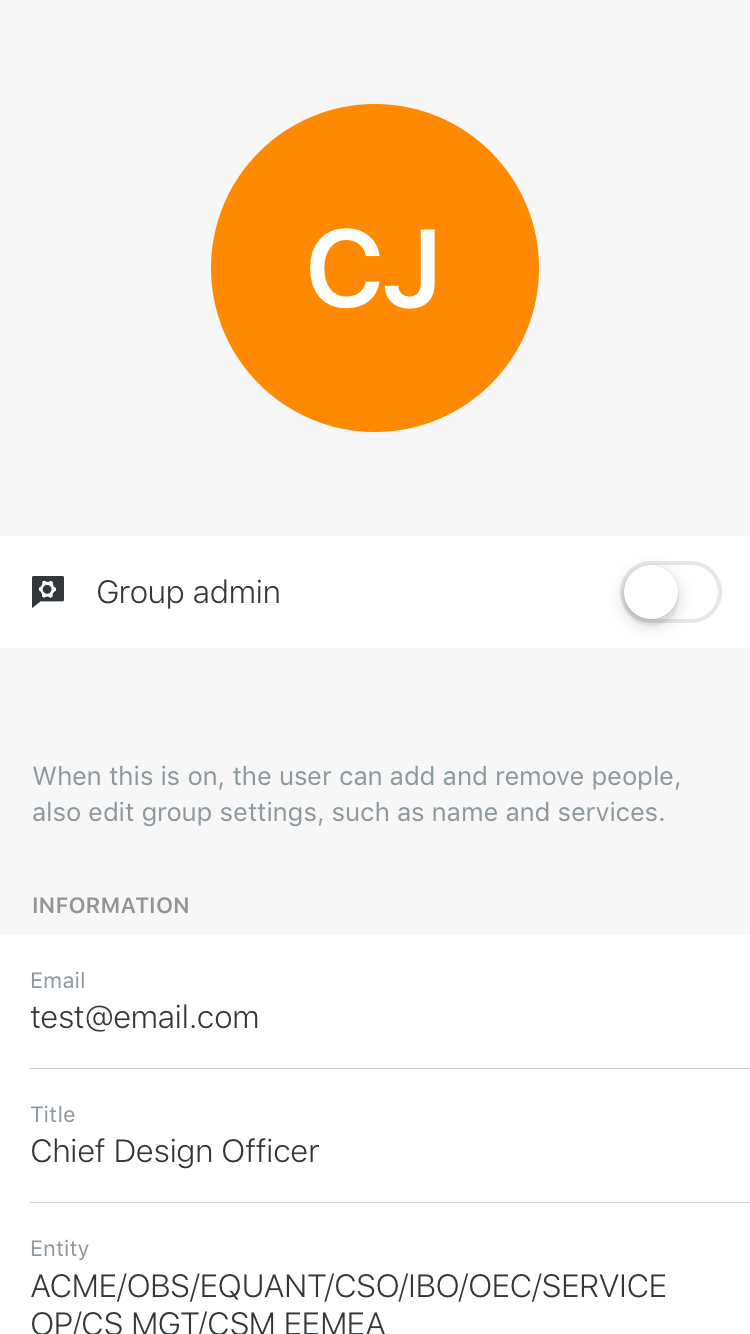 CJ
Group admin
When this is on, the user can add and remove people,
also edit group settings, such as name and services.
INFORMATION
Email
test@email.com
Title
Chief Design Officer
Entity
ACME/OBS/EQUANT/CSO/IBO/OEC/SERVICE
OP/CS MGT/CSM EEMEA